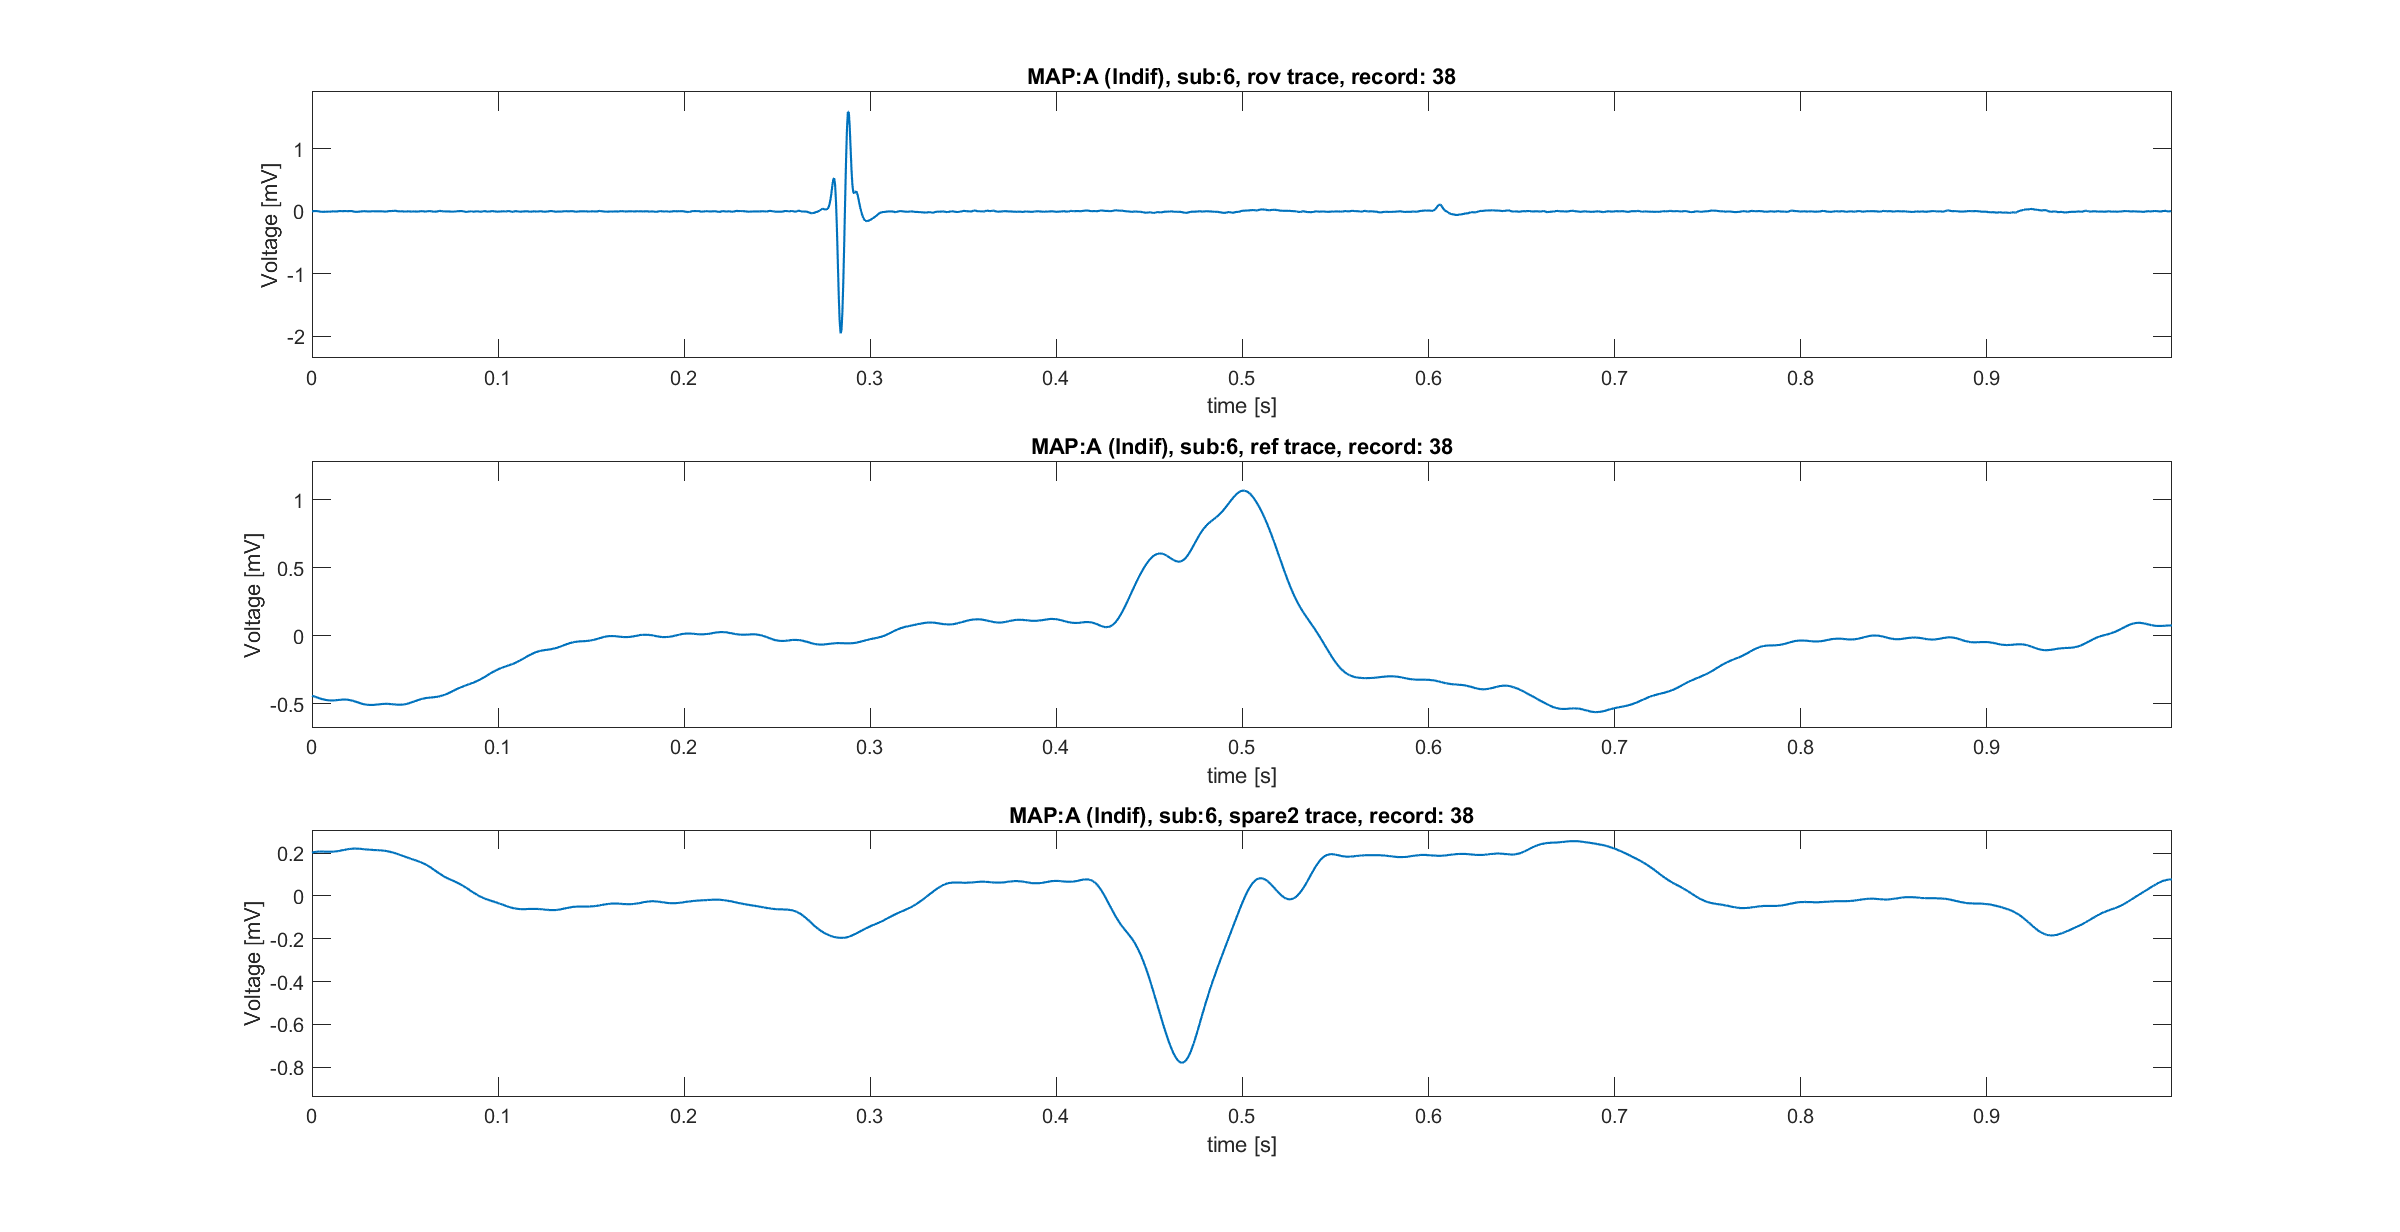 MAP:A (Indif), sub:6, rov trace, record: 38
Voltage [mV]
1
0
-1
-2
0 0.1 0.2 0.3 0.4 0.5 0.6 0.7 0.8 0.9
time [s]
MAP:A (Indif), sub:6, ref trace, record: 38
Voltage [mV]
1
0.5
0
-0.5
0 0.1 0.2 0.3 0.4 0.5 0.6 0.7 0.8 0.9
time [s]
MAP:A (Indif), sub:6, spare2 trace, record: 38
Voltage [mV]
0.2
0
-0.2
-0.4
-0.6
-0.8
0 0.1 0.2 0.3 0.4 0.5 0.6 0.7 0.8 0.9
time [s]